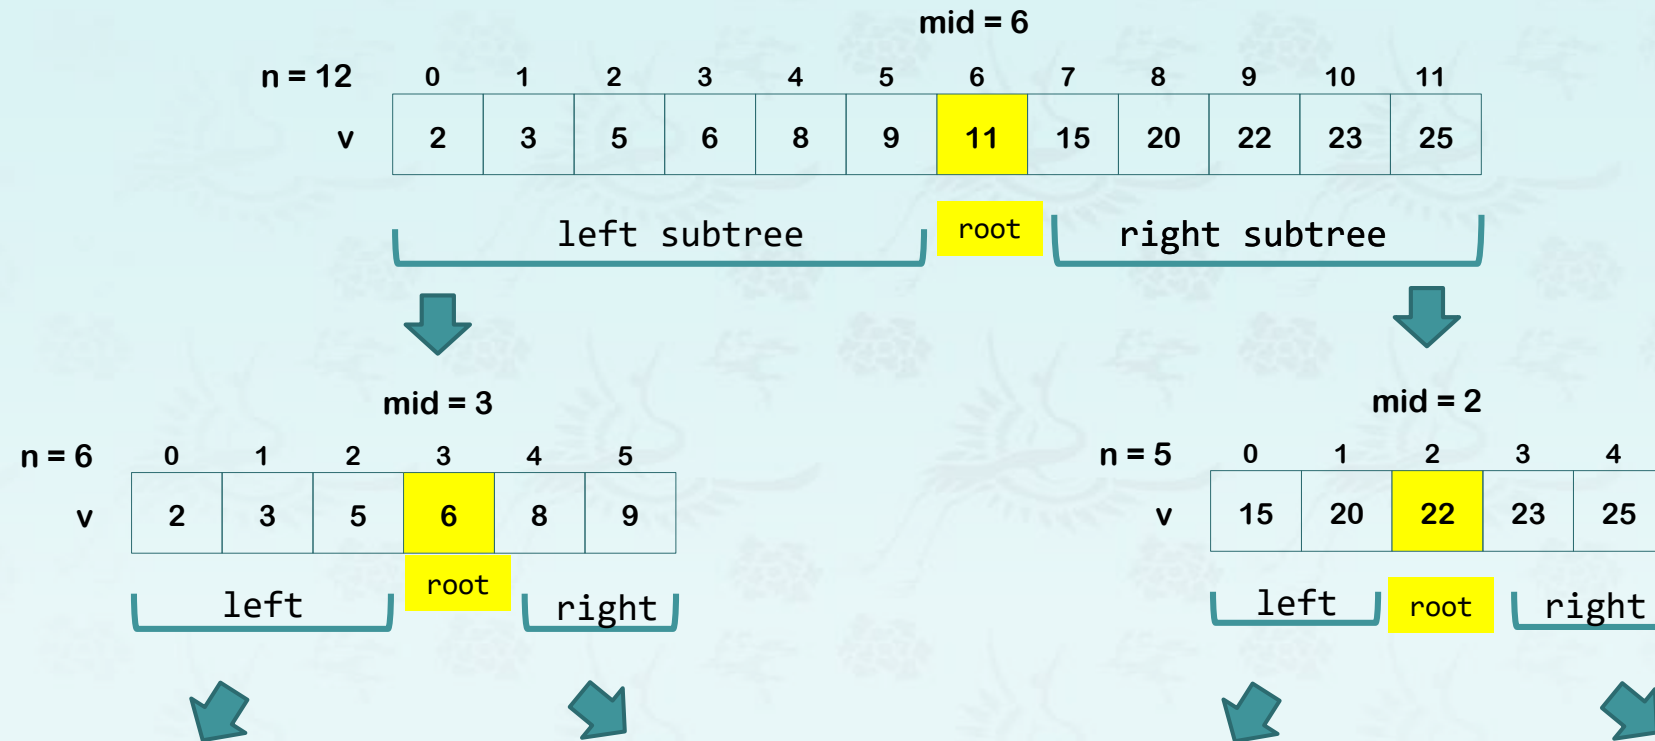 mid = 6
n = 12 0 1 2 3 4 5 6 7 8 9 10 11
v 2 3 5 6 8 9 11 15 20 22 23 25
left subtree root right subtree
mid = 3
n = 6 0 1 2 3 4 5
v 2 3 5 6 8 9
left root right
mid = 2
n = 5 0 1 2 3 4
v 15 20 22 23 25
left root right